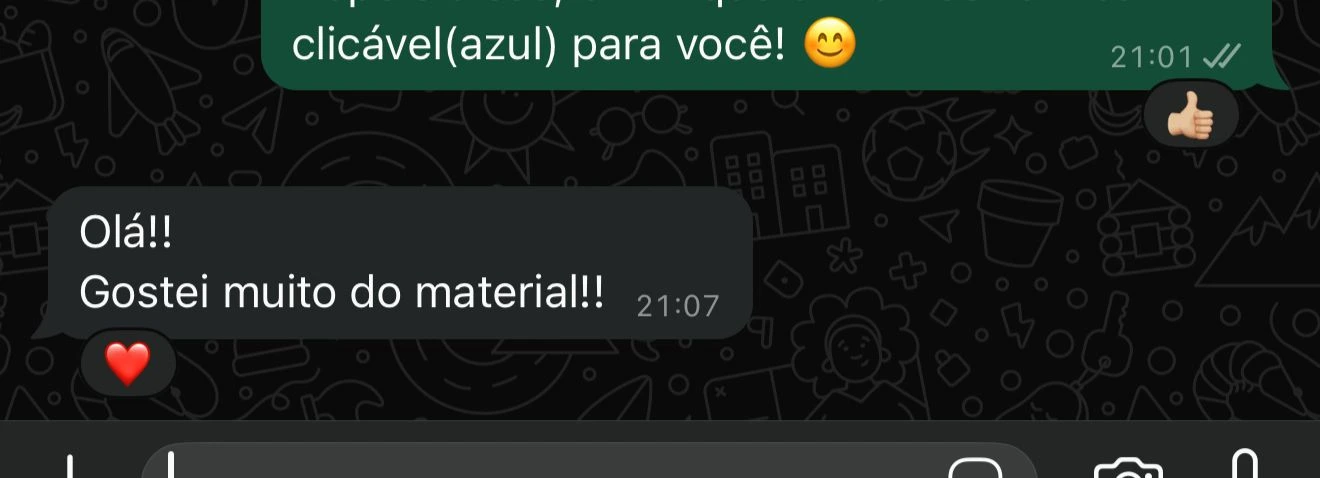 clicável(azul) para você! 😊
21:01
Olá!!
Gostei muito do material!!
21:07